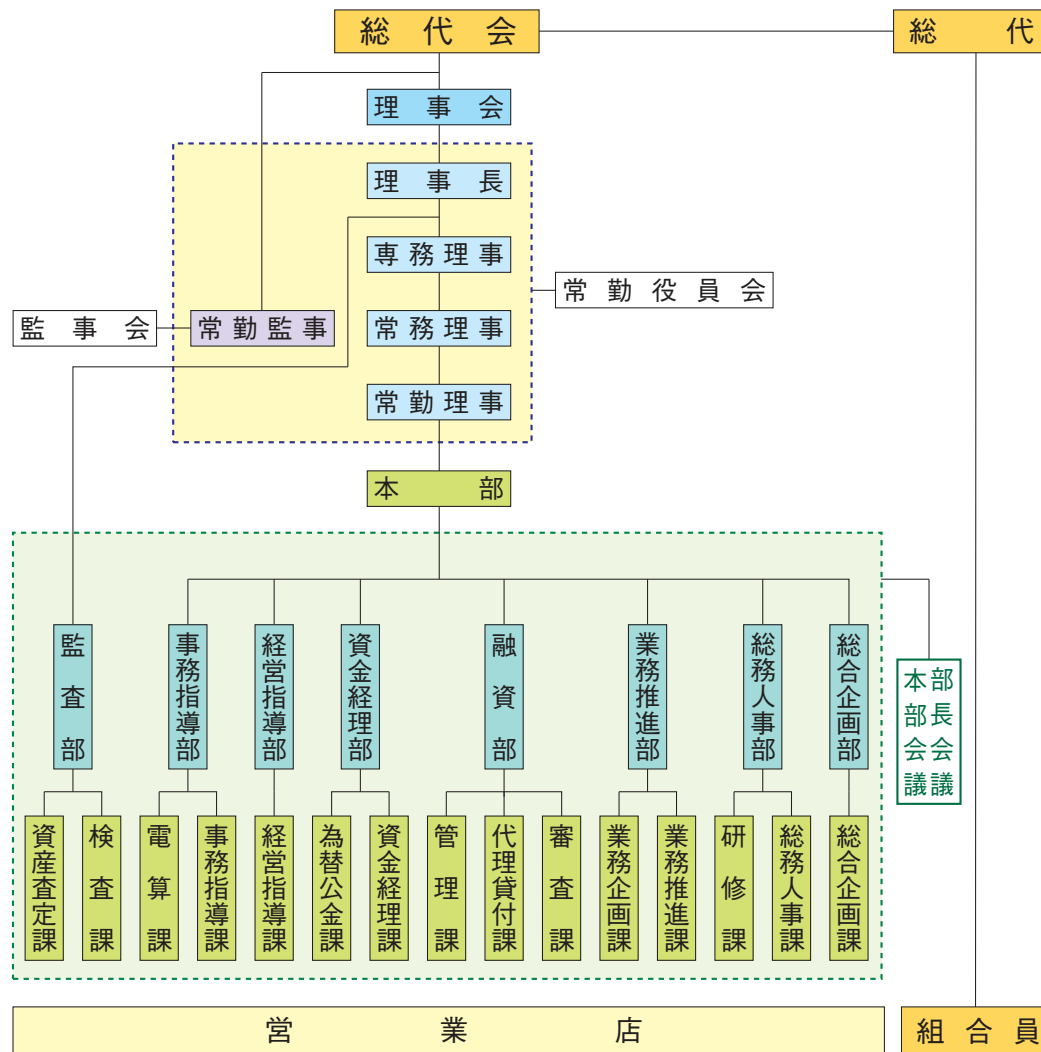 総代会
総代
理事会
理事長
専務理事
常勤役員会
監事会
常勤監事
常務理事
常勤理事
本部
監査部
事務指導部
経営指導部
資金経理部
融資部
業務推進部
総務人事部
総合企画部
部長会議
本部会議
資産査定課
検査課
電算課
事務指導課
経営指導課
為替公金課
資金経理課
管理課
代理貸付課
審査課
業務企画課
業務推進課
研修課
総務人事課
総合企画課
営業店
組合員